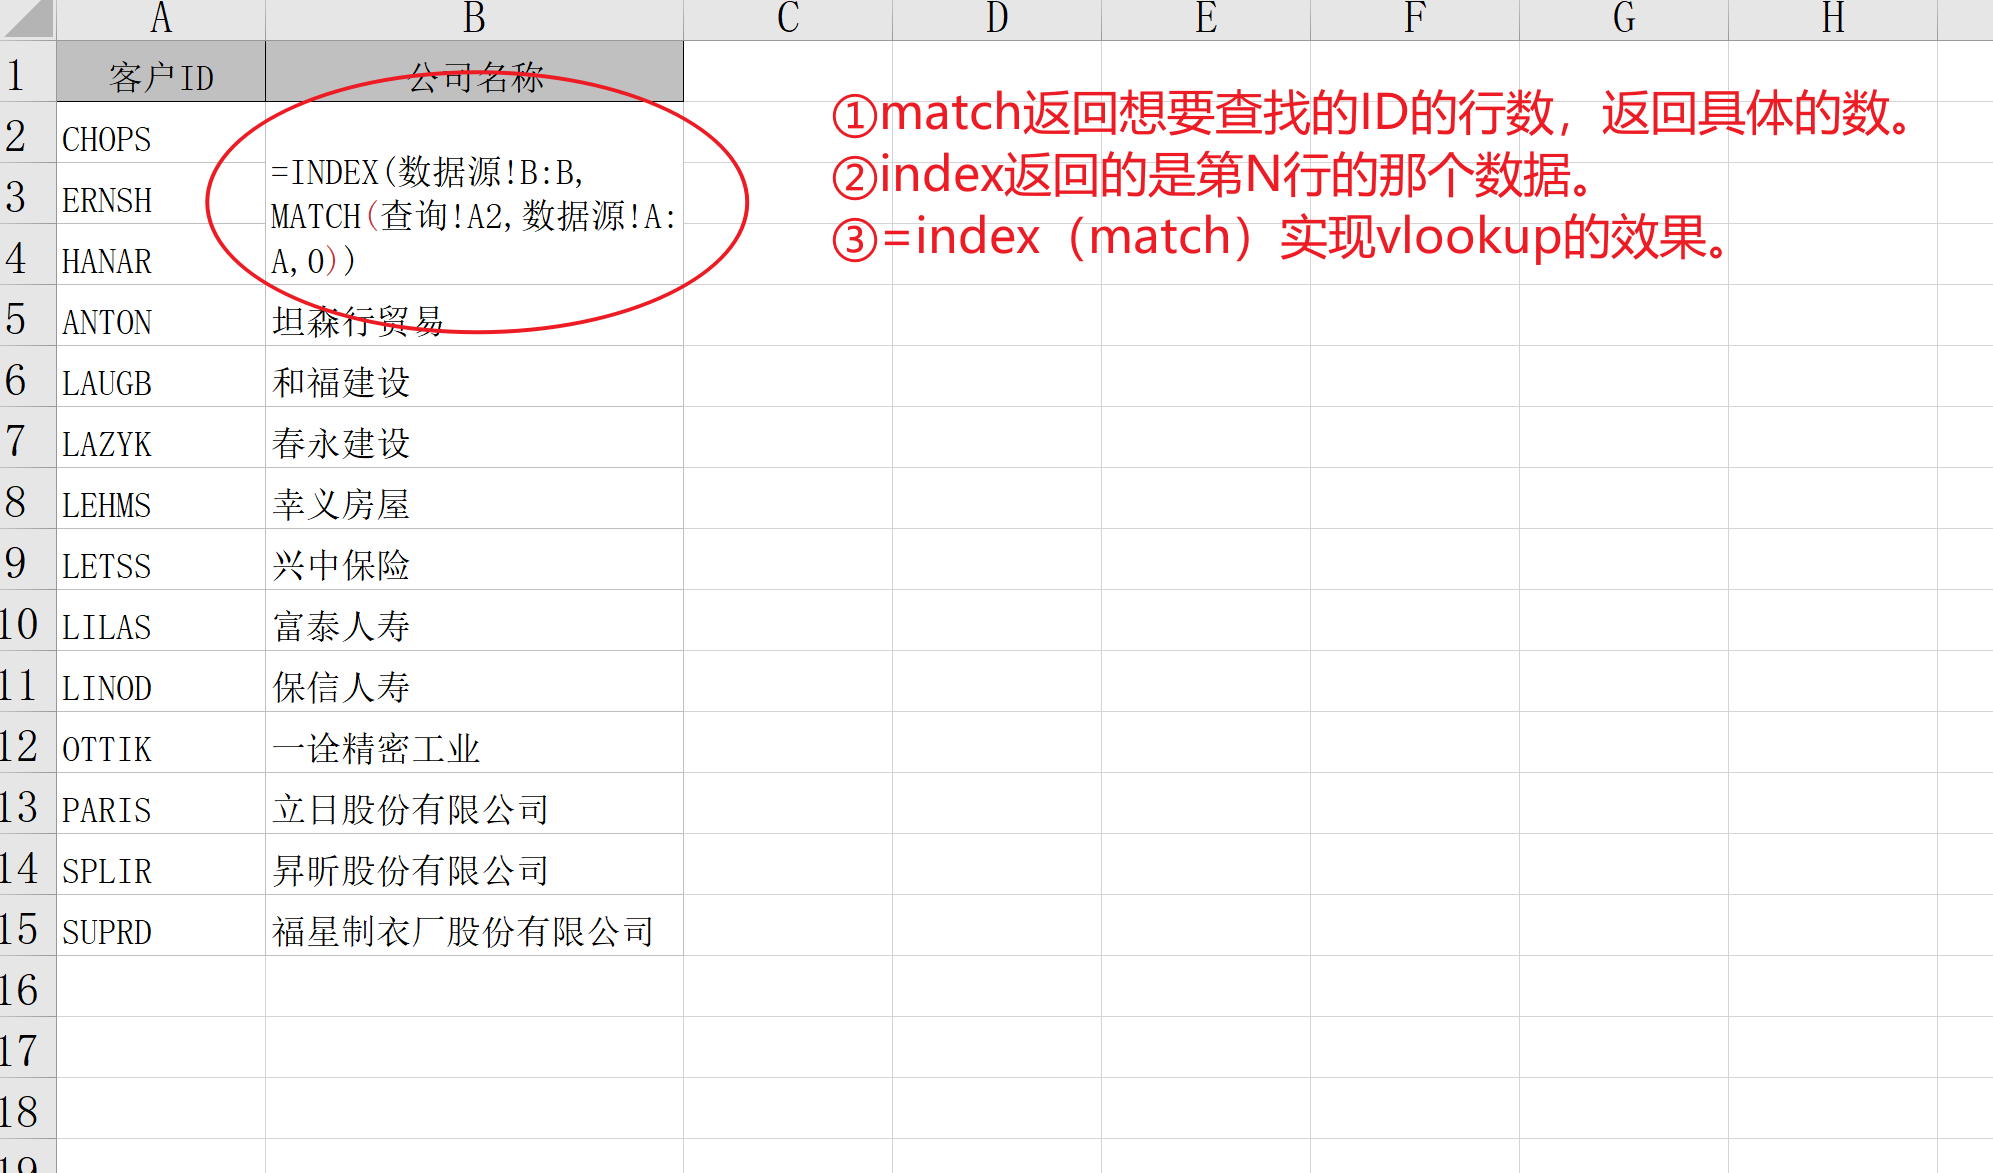 A B C D E F G H
1 客户ID 公司名称
①match返回想要查找的ID的行数，返回具体的数。
2 CHOPS
=INDEX(数据源!B:B,
②index返回的是第N行的那个数据。
3 ERNSH
MATCH(查询!A2,数据源!A:
③=index（match）实现vlookup的效果。
4 HANAR
A,0))
5 ANTON 坦森行贸易
6 LAUGB 和福建设
7 LAZYK 春永建设
8 LEHMS 幸义房屋
9 LETSS 兴中保险
10 LILAS 富泰人寿
11 LINOD 保信人寿
12 OTTIK 一诠精密工业
13 PARIS 立日股份有限公司
14 SPLIR 昇昕股份有限公司
15 SUPRD 福星制衣厂股份有限公司
16
17
18
19